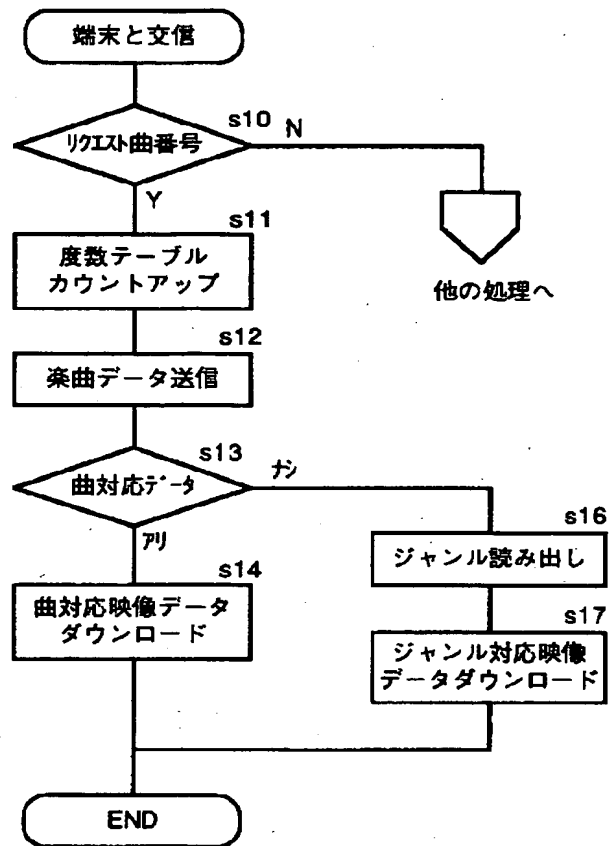 端末と交信
s10
リクエスト曲番号
N
Y
s11
度数テーブル
カウントアップ
他の処理へ
s12
楽曲データ送信
s13
曲対応データ
ナシ
アリ
s14
曲対応映像データ
ダウンロード
s16
ジャンル読み出し
s17
ジャンル対応映像
データダウンロード
END